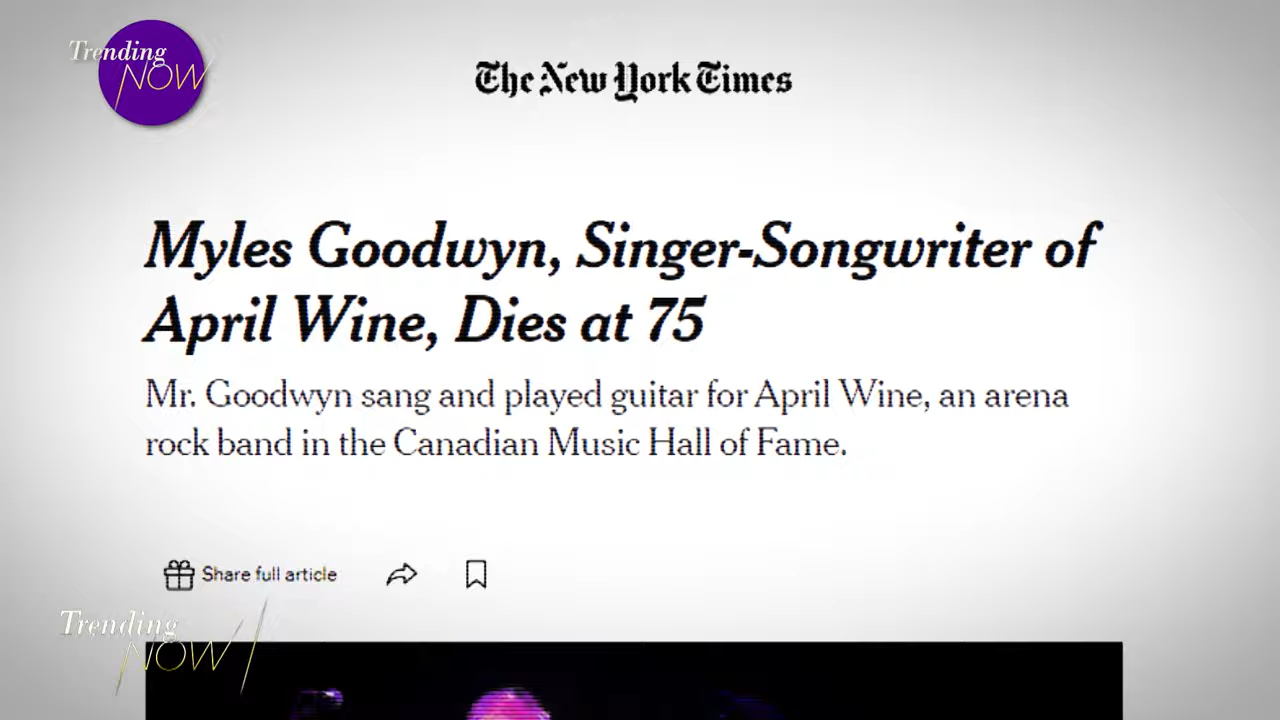 Trending
NOW
The New York Times
Myles Goodwyn, Singer-Songwriter of
April Wine, Dies at 75
Mr. Goodwyn sang and played guitar for April Wine, an arena
rock band in the Canadian Music Hall of Fame.
Share full article
Trending
NOW